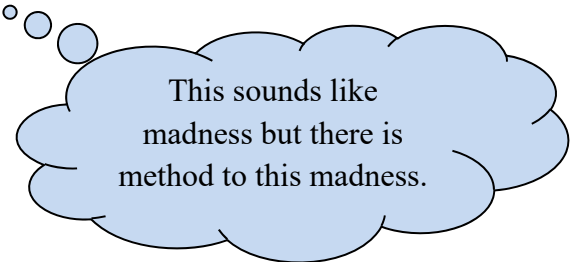 This sounds like
madness but there is
method to this madness.